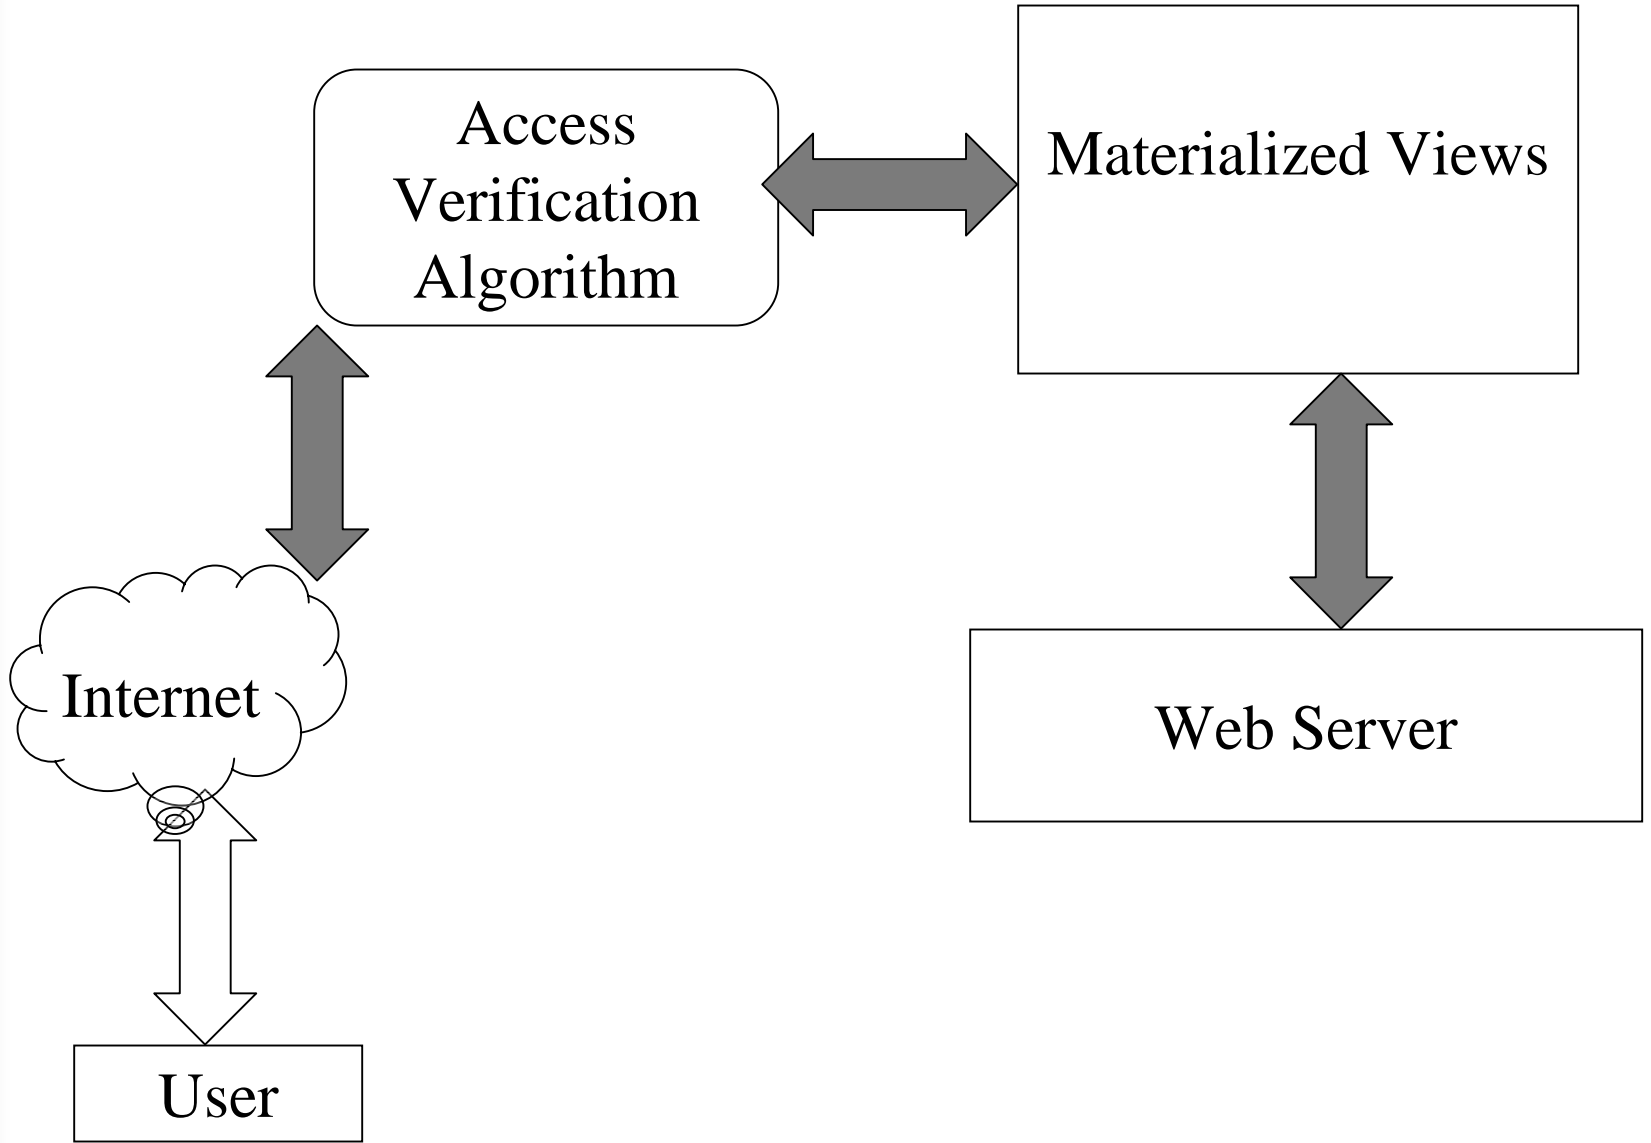 Access
Verification
Algorithm
Materialized Views
Internet
Web Server
User